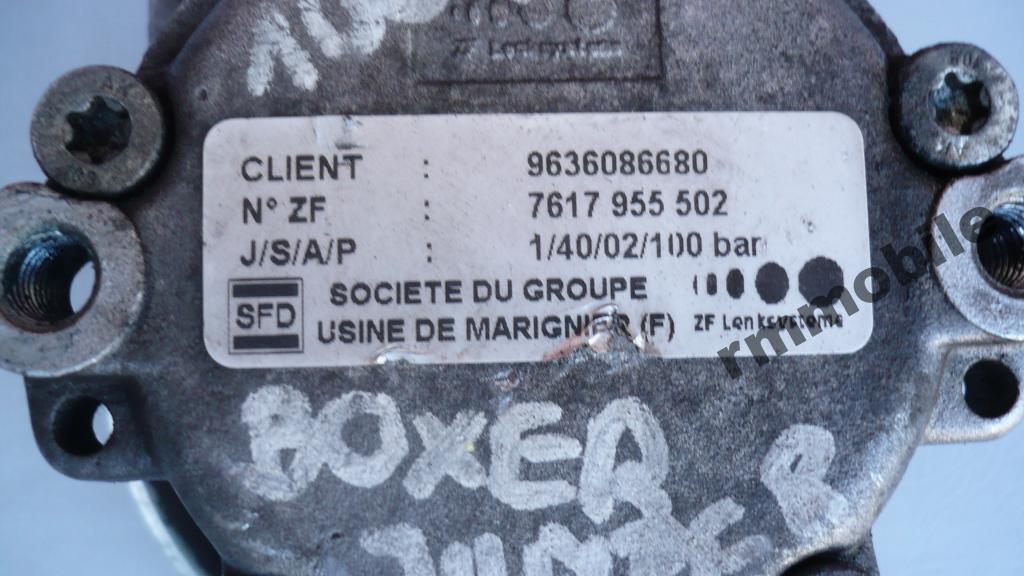 ZF Lenksysteme
CLIENT : 9636086680
N° ZF : 7617 955 502
J/S/A/P : 1/40/02/100 bar
SFD
SOCIETE DU GROUPE
USINE DE MARIGNIER (F) ZF Lenksysteme
rmmobile
BOXER